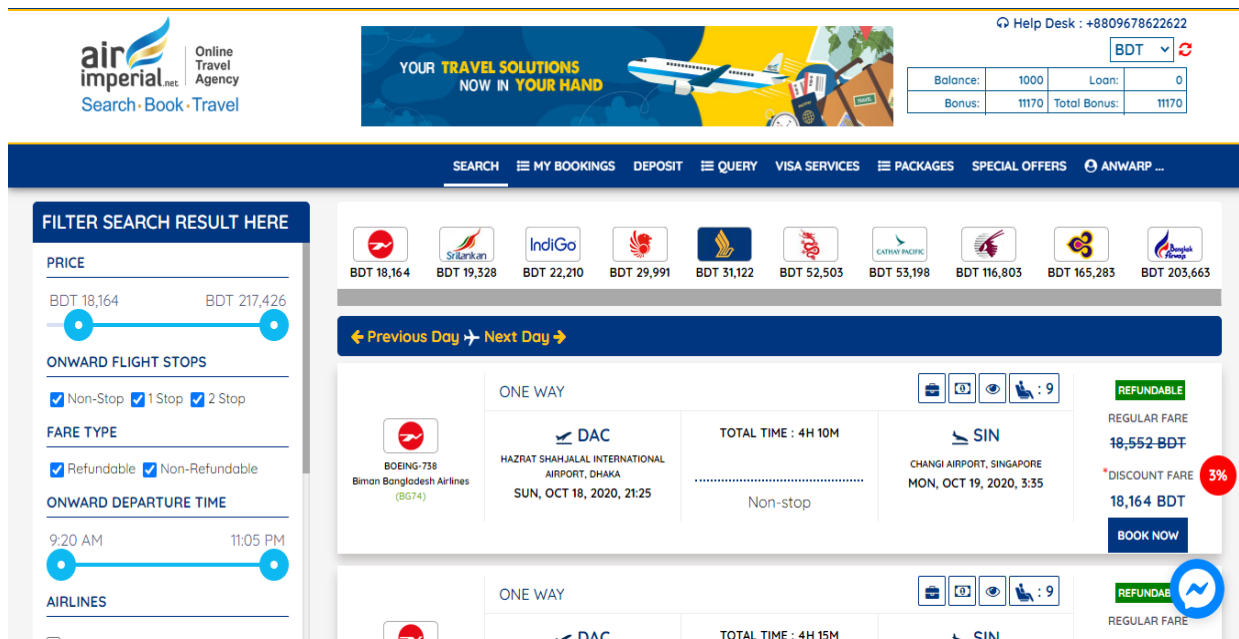 Help Desk : +8809678622622
air imperial.net
Online Travel Agency
Search · Book · Travel
YOUR TRAVEL SOLUTIONS
NOW IN YOUR HAND
BDT
Balance: 1000 Loan: 0
Bonus: 11170 Total Bonus: 11170
SEARCH MY BOOKINGS DEPOSIT QUERY VISA SERVICES PACKAGES SPECIAL OFFERS ANWARP ...
FILTER SEARCH RESULT HERE
PRICE
BDT 18,164 BDT 217,426
ONWARD FLIGHT STOPS
Non-Stop 1 Stop 2 Stop
FARE TYPE
Refundable Non-Refundable
ONWARD DEPARTURE TIME
9:20 AM 11:05 PM
AIRLINES
Srilankan IndiGo CATHAY PACIFIC Bangkok Airways
BDT 18,164 BDT 19,328 BDT 22,210 BDT 29,991 BDT 31,122 BDT 52,503 BDT 53,198 BDT 116,803 BDT 165,283 BDT 203,663
Previous Day Next Day
ONE WAY
: 9
BOEING-738
Biman Bangladesh Airlines
(BG74)
DAC
HAZRAT SHAHJALAL INTERNATIONAL
AIRPORT, DHAKA
SUN, OCT 18, 2020, 21:25
TOTAL TIME : 4H 10M
Non-stop
SIN
CHANGI AIRPORT, SINGAPORE
MON, OCT 19, 2020, 3:35
REFUNDABLE
REGULAR FARE
18,552 BDT
*DISCOUNT FARE 3%
18,164 BDT
BOOK NOW
ONE WAY
: 9
DAC
TOTAL TIME : 4H 15M
SIN
REFUNDAB
REGULAR FARE